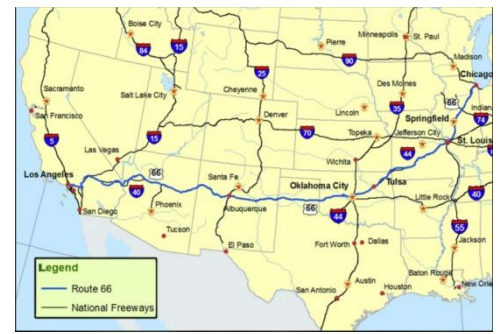 Boise City
84
15
Pierre
Minneapolis
St. Paul
90
Madison
Chicago
Sacramento
San Francisco
Salt Lake City
Cheyenne
25
Des Moines
35
66
Springfield
74
Indian
5
Las Vegas
15
Denver
Lincoln
70
Topeka
Jefferson City
St. Louis
44
Wichita
Los Angeles
66
40
Santa Fe
Albuquerque
Oklahoma City
66
44
Tulsa
Little Rock
40
San Diego
Phoenix
Tucson
El Paso
Fort Worth
Dallas
55
Jackson
Baton Rouge
New Orle
Austin
San Antonio
Houston
Legend
Route 66
National Freeways